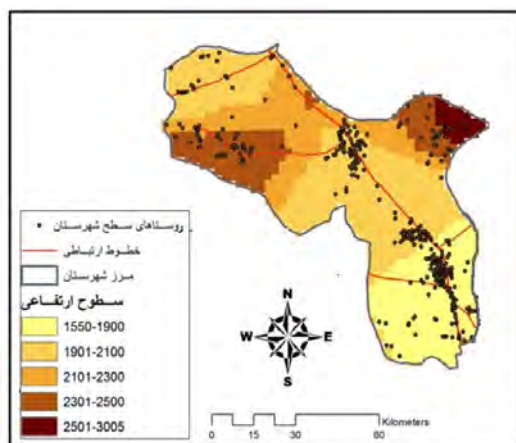 روستاهای سطح شهرستان
خطوط ارتباطی
مرز شهرستان
سطوح ارتفاعی
1550-1900
1901-2100
2101-2300
2301-2500
2501-3005
N
W E
S
Kilometers
0 15 30 60